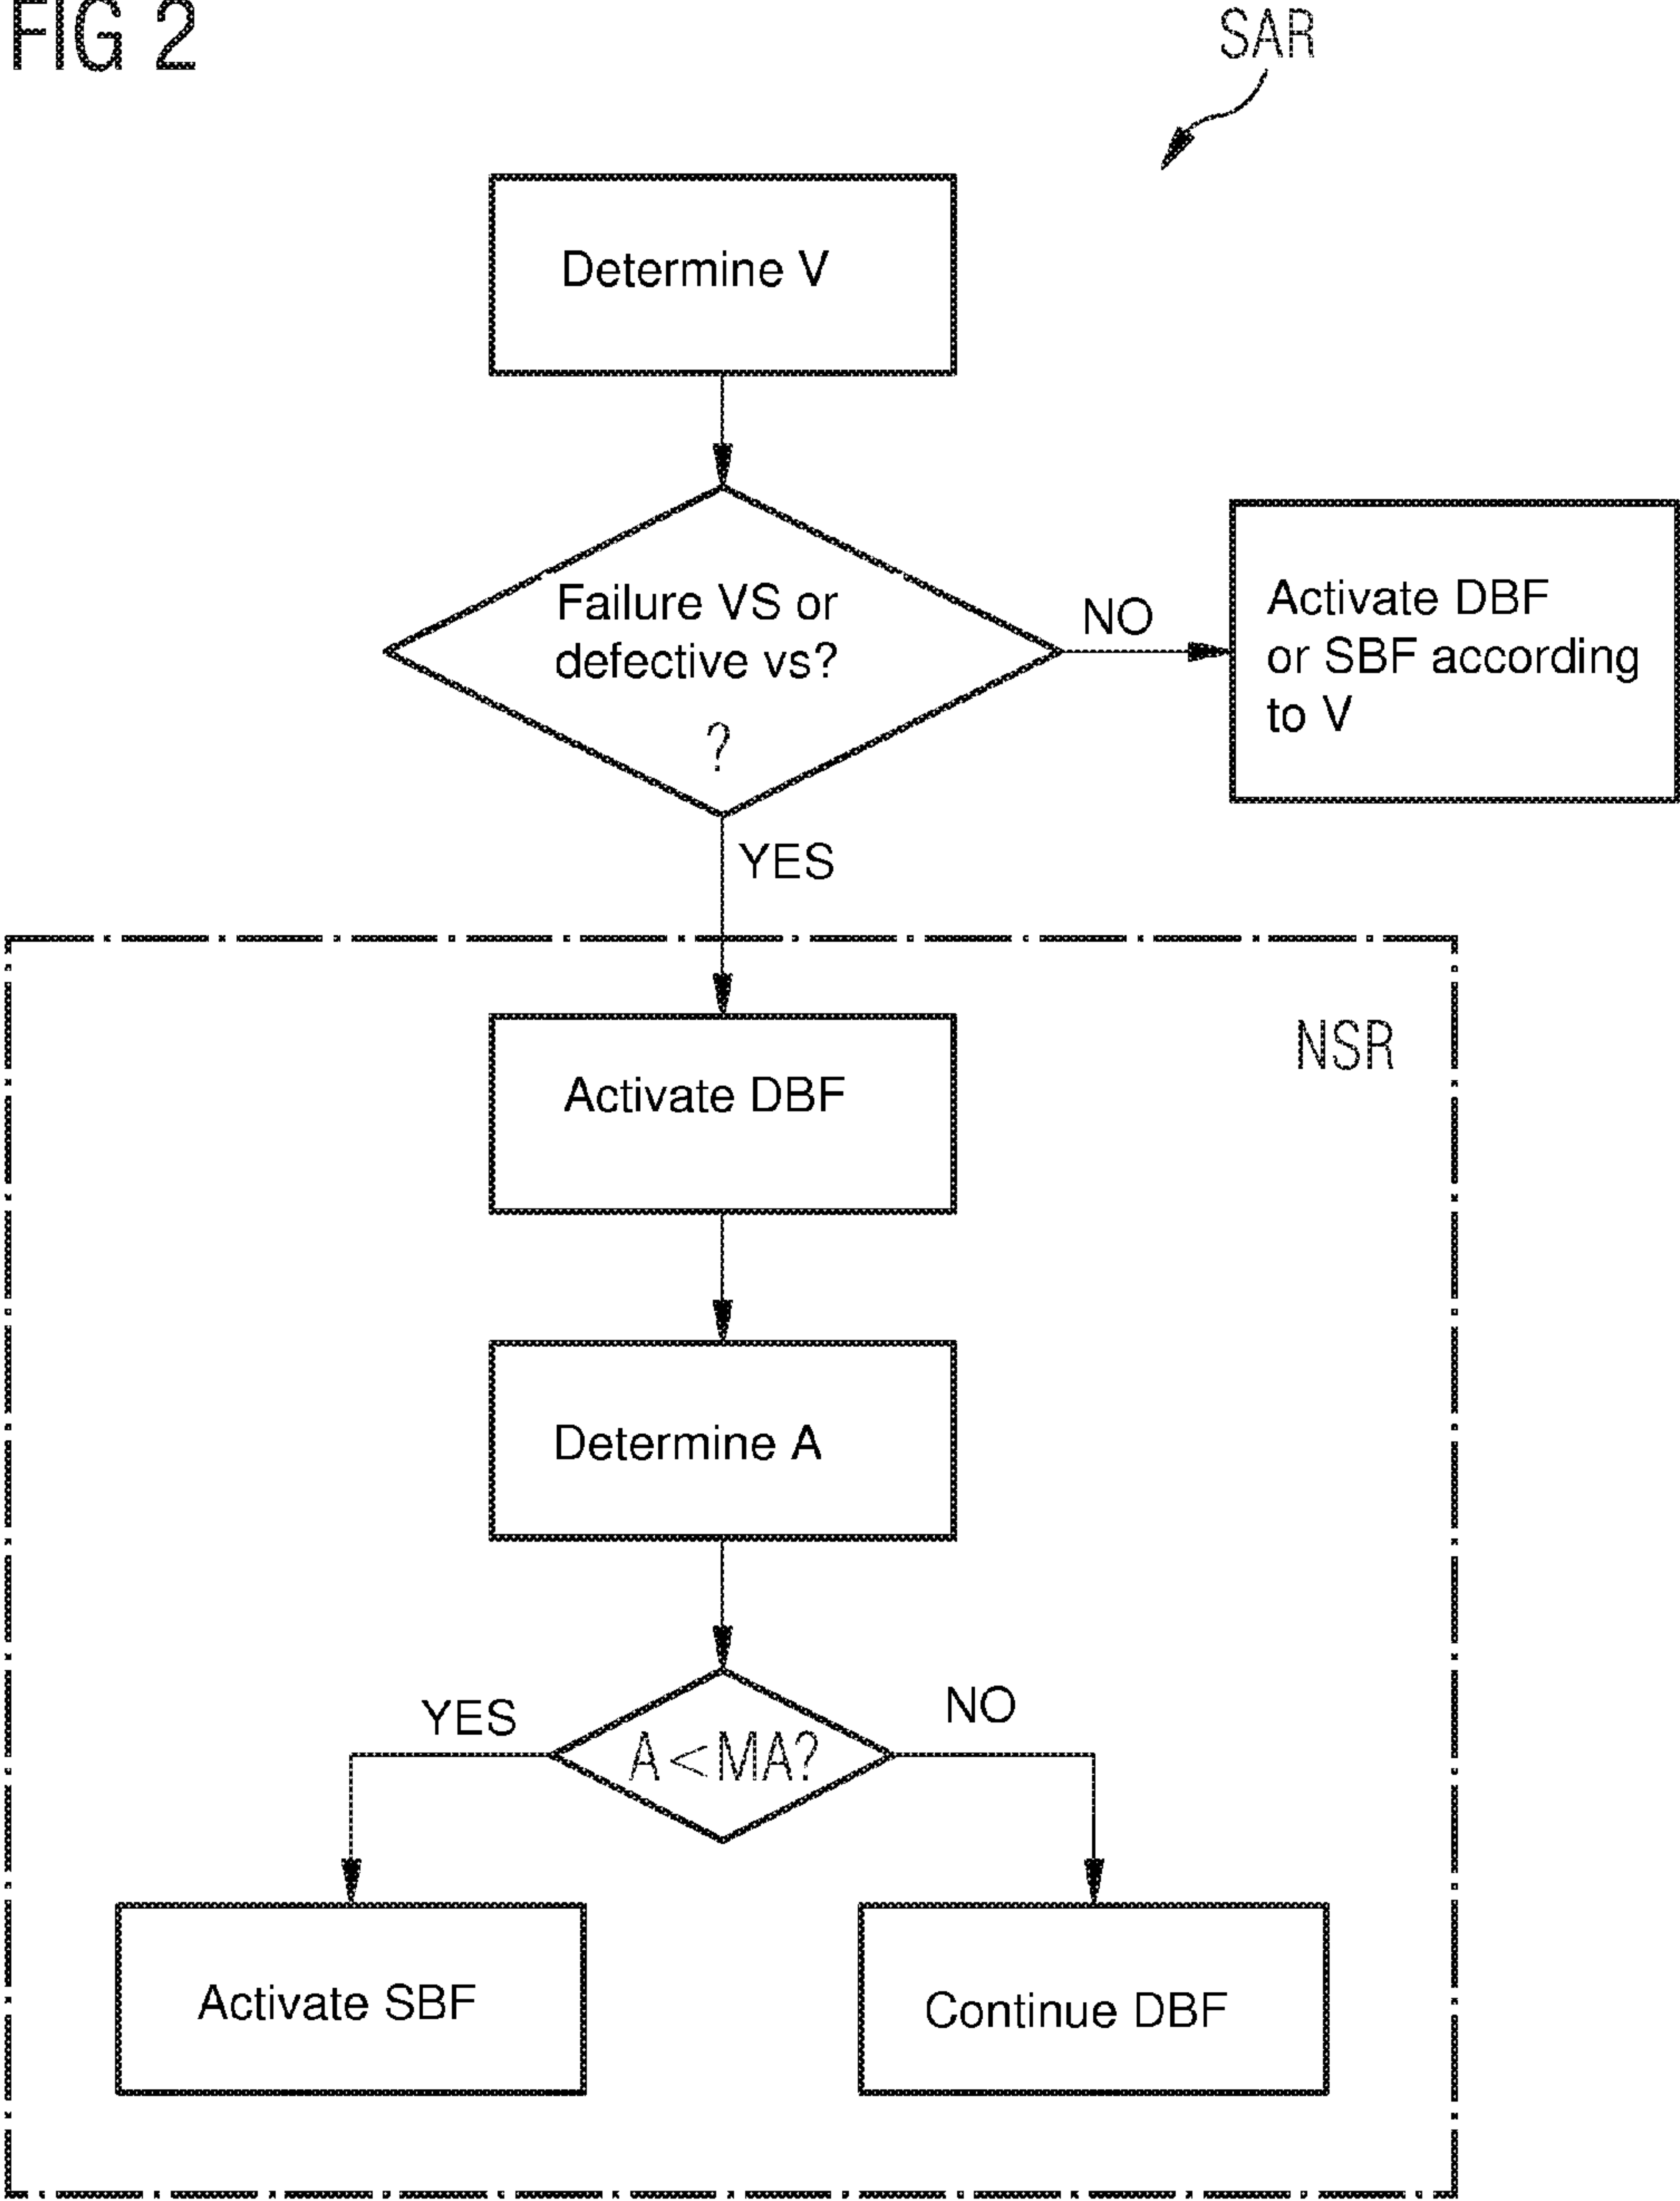 FIG 2
SAR
Determine V
Failure VS or
defective vs?
?
NO
Activate DBF
or SBF according
to V
YES
NSR
Activate DBF
Determine A
YES
NO
A<MA?
Activate SBF
Continue DBF